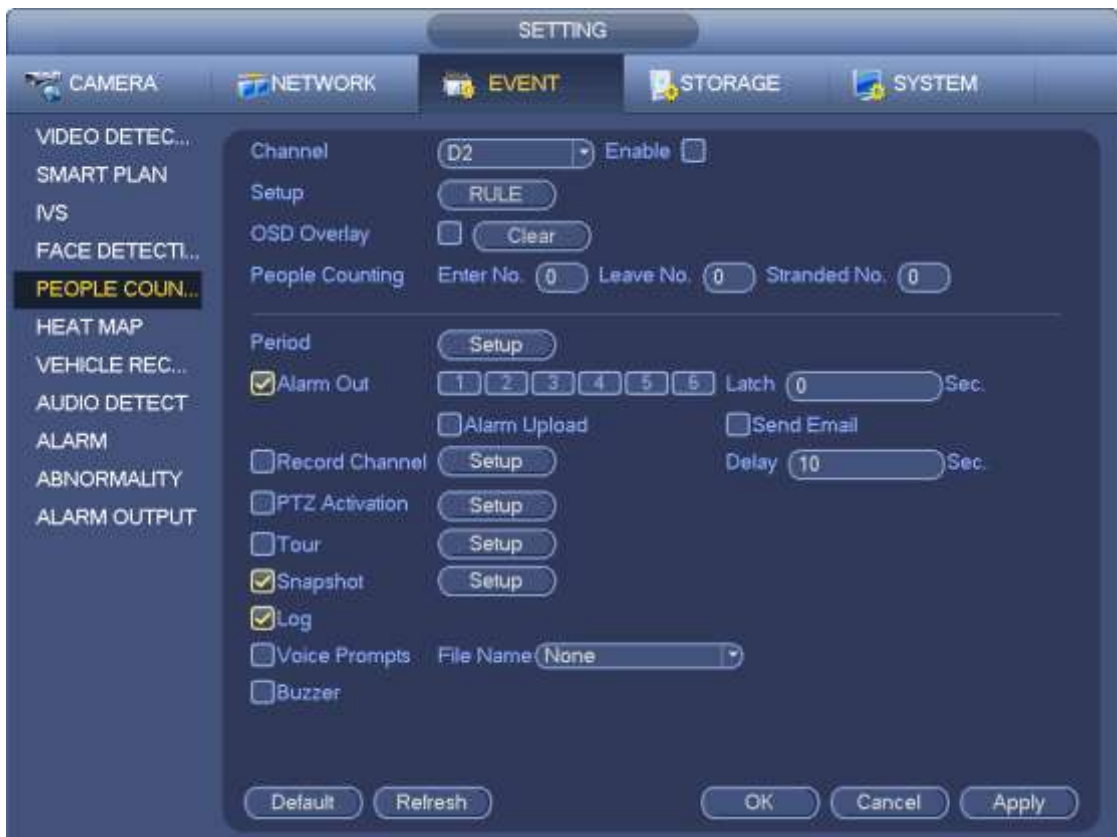 SETTING
CAMERA NETWORK EVENT STORAGE SYSTEM
VIDEO DETEC...
SMART PLAN
IVS
FACE DETECTI...
PEOPLE COUN...
HEAT MAP
VEHICLE REC...
AUDIO DETECT
ALARM
ABNORMALITY
ALARM OUTPUT
Channel D2 Enable
Setup RULE
OSD Overlay Clear
People Counting Enter No. 0 Leave No. 0 Stranded No. 0
Period Setup
Alarm Out 1 2 3 4 5 6 Latch 0 Sec.
Alarm Upload Send Email
Record Channel Setup Delay 10 Sec.
PTZ Activation Setup
Tour Setup
Snapshot Setup
Log
Voice Prompts File Name None
Buzzer
Default Refresh OK Cancel Apply